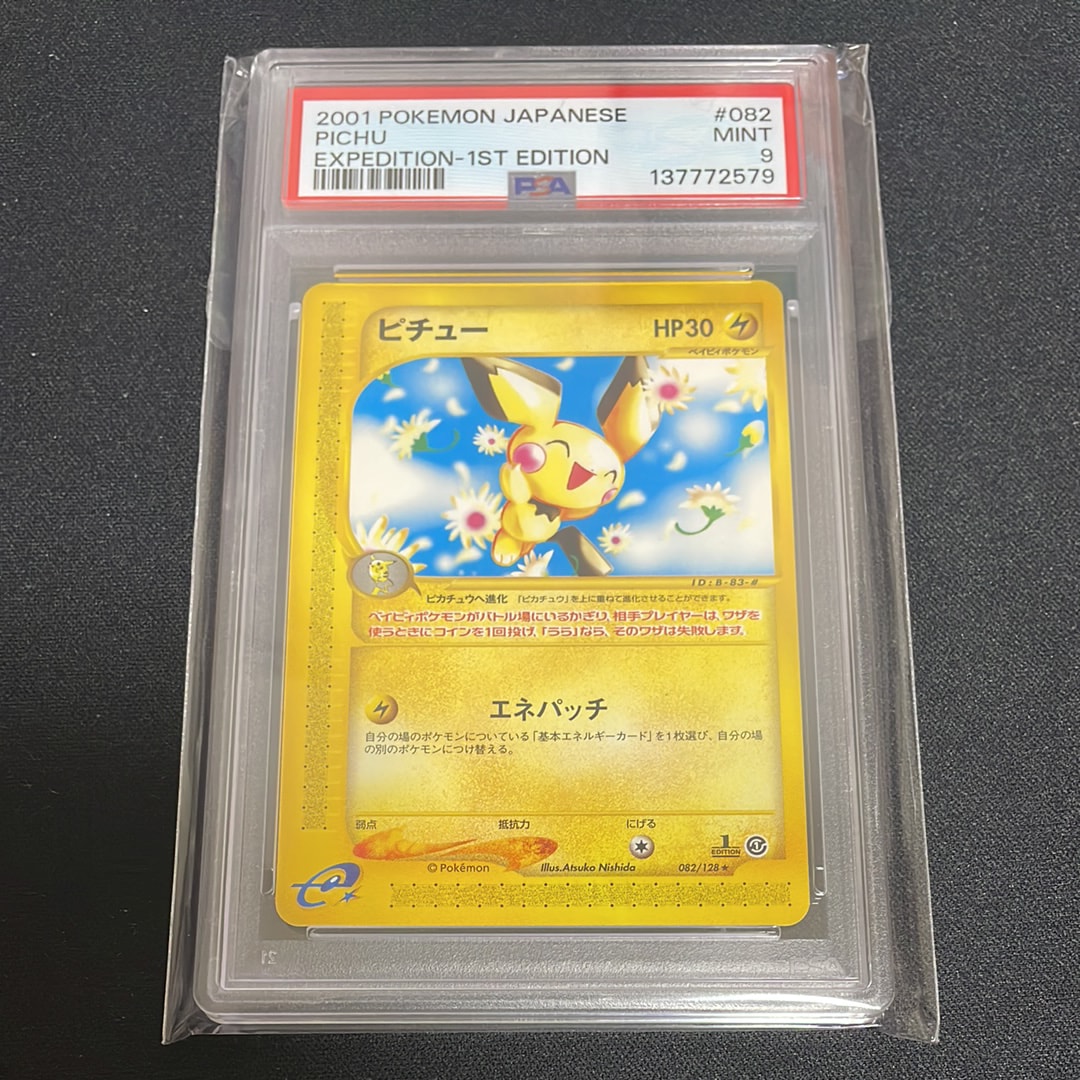 2001 POKEMON JAPANESE #082
PICHU MINT
EXPEDITION-1ST EDITION 9
PSA 137772579
ピチュー HP30
ベイビィポケモン
ID:B-83-#
ピカチュウへ進化 「ピカチュウ」を上に重ねて進化させることができます。
ベイビィポケモンがバトル場にいるかぎり、相手プレイヤーは、ワザを
使うときにコインを1回投げ、「うら」なら、そのワザは失敗します。
エネパッチ
自分の場のポケモンについている「基本エネルギーカード」を1枚選び、自分の場
の別のポケモンにつけ替える。
弱点 抵抗力 にげる
1 EDITION
©Pokémon Illus.Atsuko Nishida 082/128★
e
21